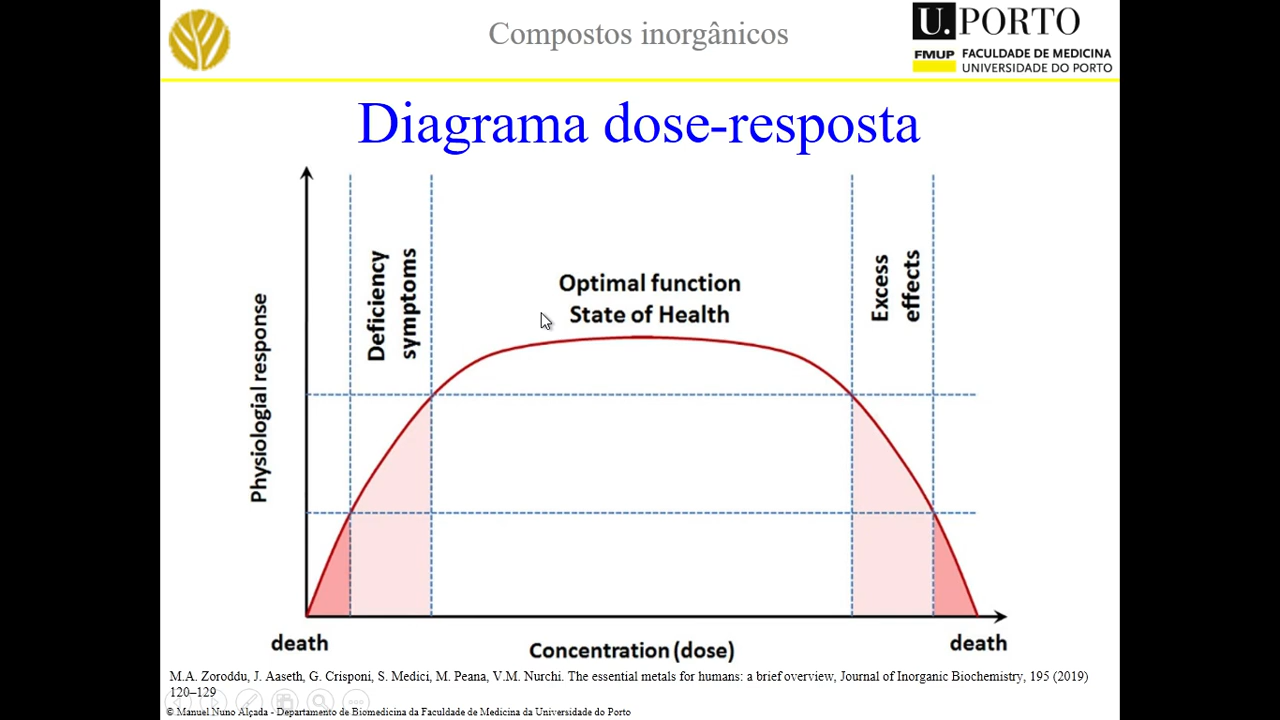 Compostos inorgânicos
U. PORTO
FMUP FACULDADE DE MEDICINA
UNIVERSIDADE DO PORTO
Diagrama dose-resposta
Deficiency
symptoms
Optimal function
State of Health
Excess
effects
Physiologial response
death
Concentration (dose)
death
M.A. Zoroddu, J. Aaseth, G. Crisponi, S. Medici, M. Peana, V.M. Nurchi. The essential metals for humans: a brief overview, Journal of Inorganic Biochemistry, 195 (2019)
120–129
© Manuel Nuno Alçada - Departamento de Biomedicina da Faculdade de Medicina da Universidade do Porto